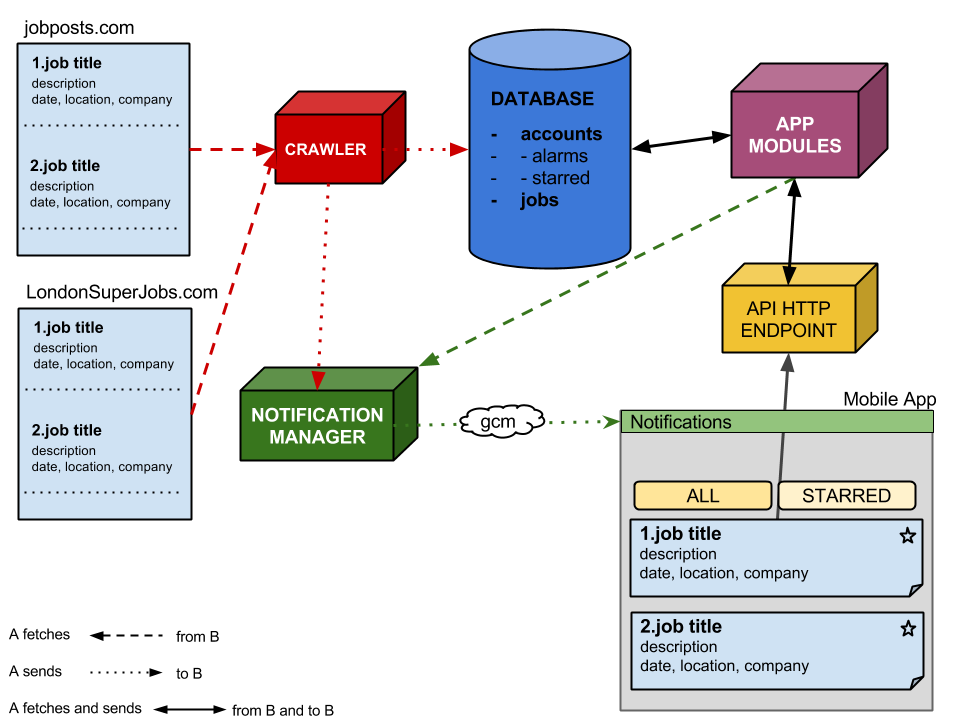 jobposts.com
1.job title
description
date, location, company
2.job title
description
date, location, company
LondonSuperJobs.com
1.job title
description
date, location, company
2.job title
description
date, location, company
CRAWLER
DATABASE
- accounts
- - alarms
- - starred
- jobs
APP
MODULES
API HTTP
ENDPOINT
NOTIFICATION
MANAGER
gcm
Mobile App
Notifications
ALL
STARRED
1.job title
description
date, location, company
2.job title
description
date, location, company
A fetches from B
A sends to B
A fetches and sends from B and to B